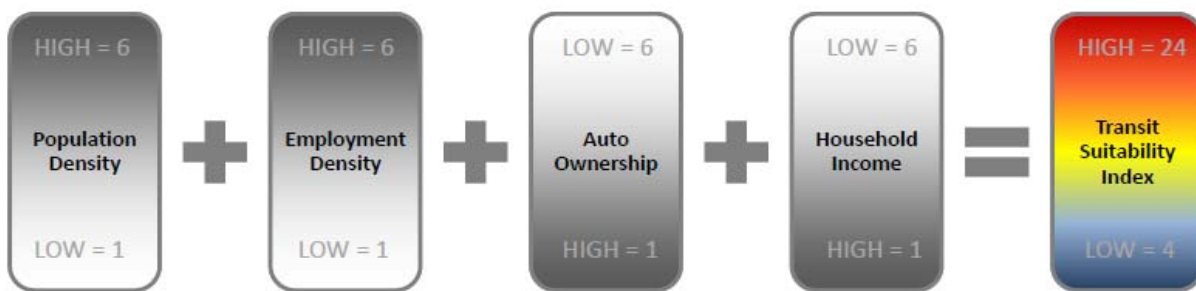 HIGH = 6
Population
Density
LOW = 1
HIGH = 6
Employment
Density
LOW = 1
LOW = 6
Auto
Ownership
HIGH = 1
LOW = 6
Household
Income
HIGH = 1
HIGH = 24
Transit
Suitability
Index
LOW = 4